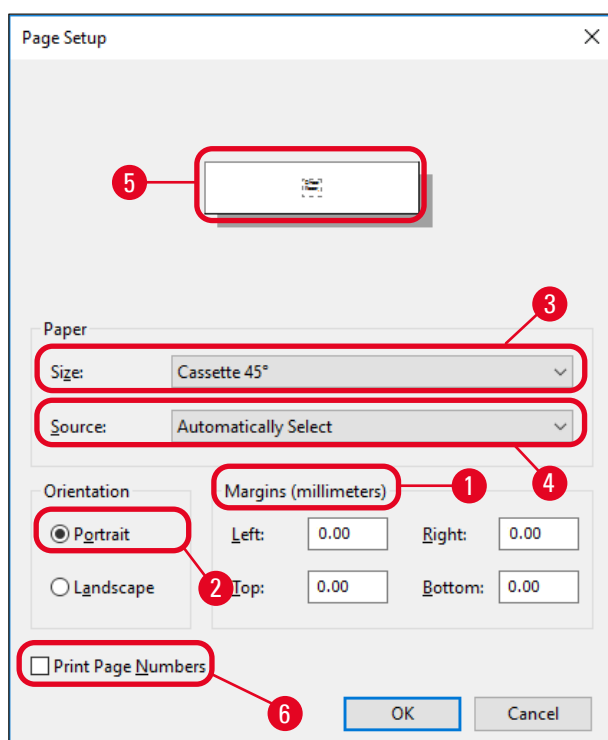 Page Setup
5
3
Paper
Size: Cassette 45°
Source: Automatically Select
4
Orientation Margins (millimeters) 1
Portrait Left: 0.00 Right: 0.00
2
Landscape Top: 0.00 Bottom: 0.00
Print Page Numbers
6
OK Cancel